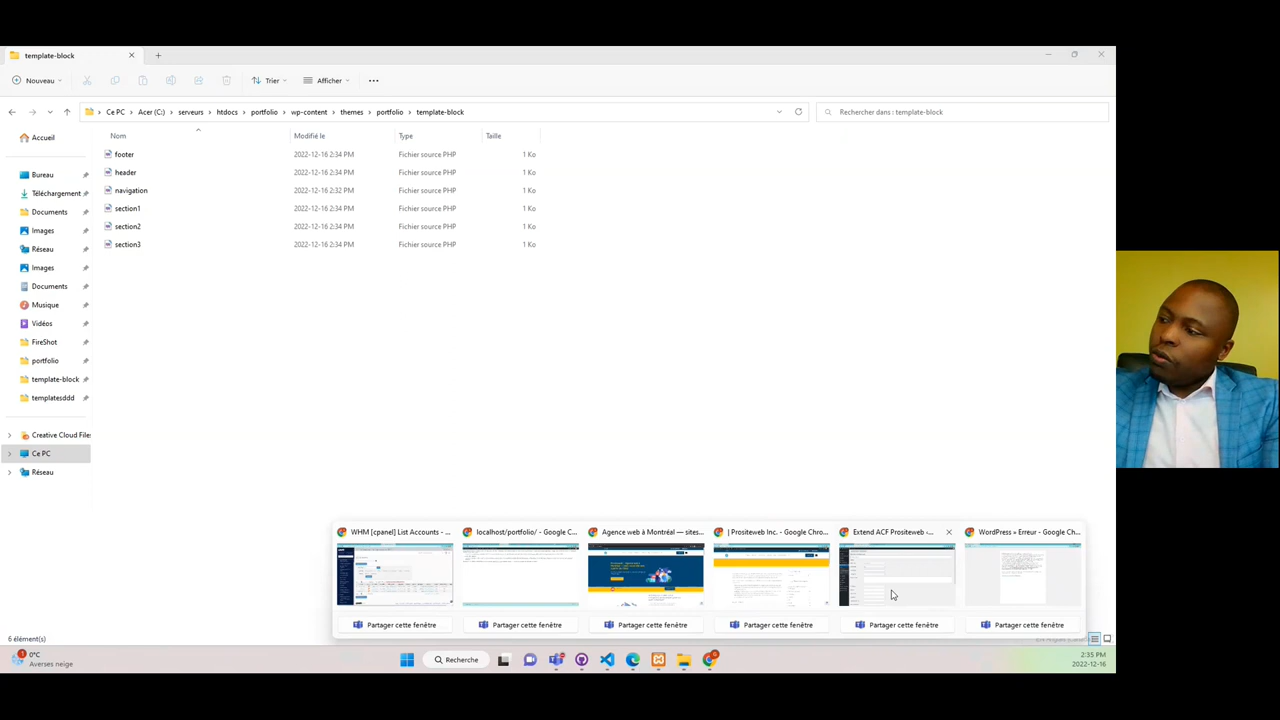 template-block
Nouveau
Trier
Afficher
Ce PC > Acer (C:) > serveurs > htdocs > portfolio > wp-content > themes > portfolio > template-block
Rechercher dans : template-block
Accueil
Nom
Modifié le
Type
Taille
footer 2022-12-16 2:34 PM Fichier source PHP 1 Ko
header 2022-12-16 2:34 PM Fichier source PHP 1 Ko
navigation 2022-12-16 2:32 PM Fichier source PHP 1 Ko
section1 2022-12-16 2:34 PM Fichier source PHP 1 Ko
section2 2022-12-16 2:34 PM Fichier source PHP 1 Ko
section3 2022-12-16 2:34 PM Fichier source PHP 1 Ko
Bureau
Téléchargement
Documents
Images
Réseau
Images
Documents
Musique
Vidéos
FireShot
portfolio
template-block
templatesddd
Creative Cloud Files
Ce PC
Réseau
WHM [cpanel] List Accounts - ...
localhost/portfolio/ - Google C...
Agence web à Montréal — sites...
| Prositeweb Inc. - Google Chro...
Extend ACF Prositeweb ‹...
WordPress » Erreur - Google Ch...
Partager cette fenêtre
Partager cette fenêtre
Partager cette fenêtre
Partager cette fenêtre
Partager cette fenêtre
Partager cette fenêtre
6 élément(s)
0°C
Averses neige
Recherche
2:35 PM
2022-12-16